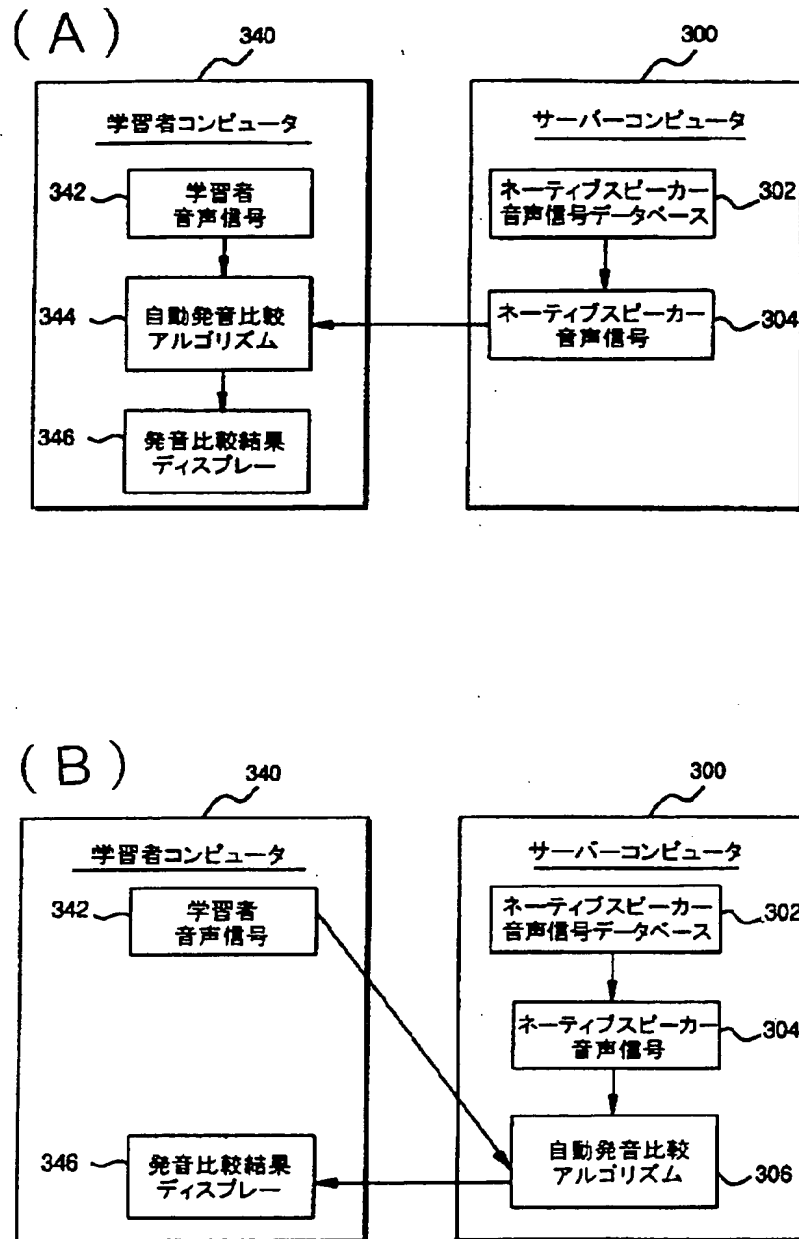 (A)
340
300
学習者コンピュータ
サーバーコンピュータ
342
学習者
音声信号
ネーティブスピーカー
音声信号データベース
302
344
自動発音比較
アルゴリズム
ネーティブスピーカー
音声信号
304
346
発音比較結果
ディスプレー
(B)
340
300
学習者コンピュータ
サーバーコンピュータ
342
学習者
音声信号
ネーティブスピーカー
音声信号データベース
302
ネーティブスピーカー
音声信号
304
346
発音比較結果
ディスプレー
自動発音比較
アルゴリズム
306